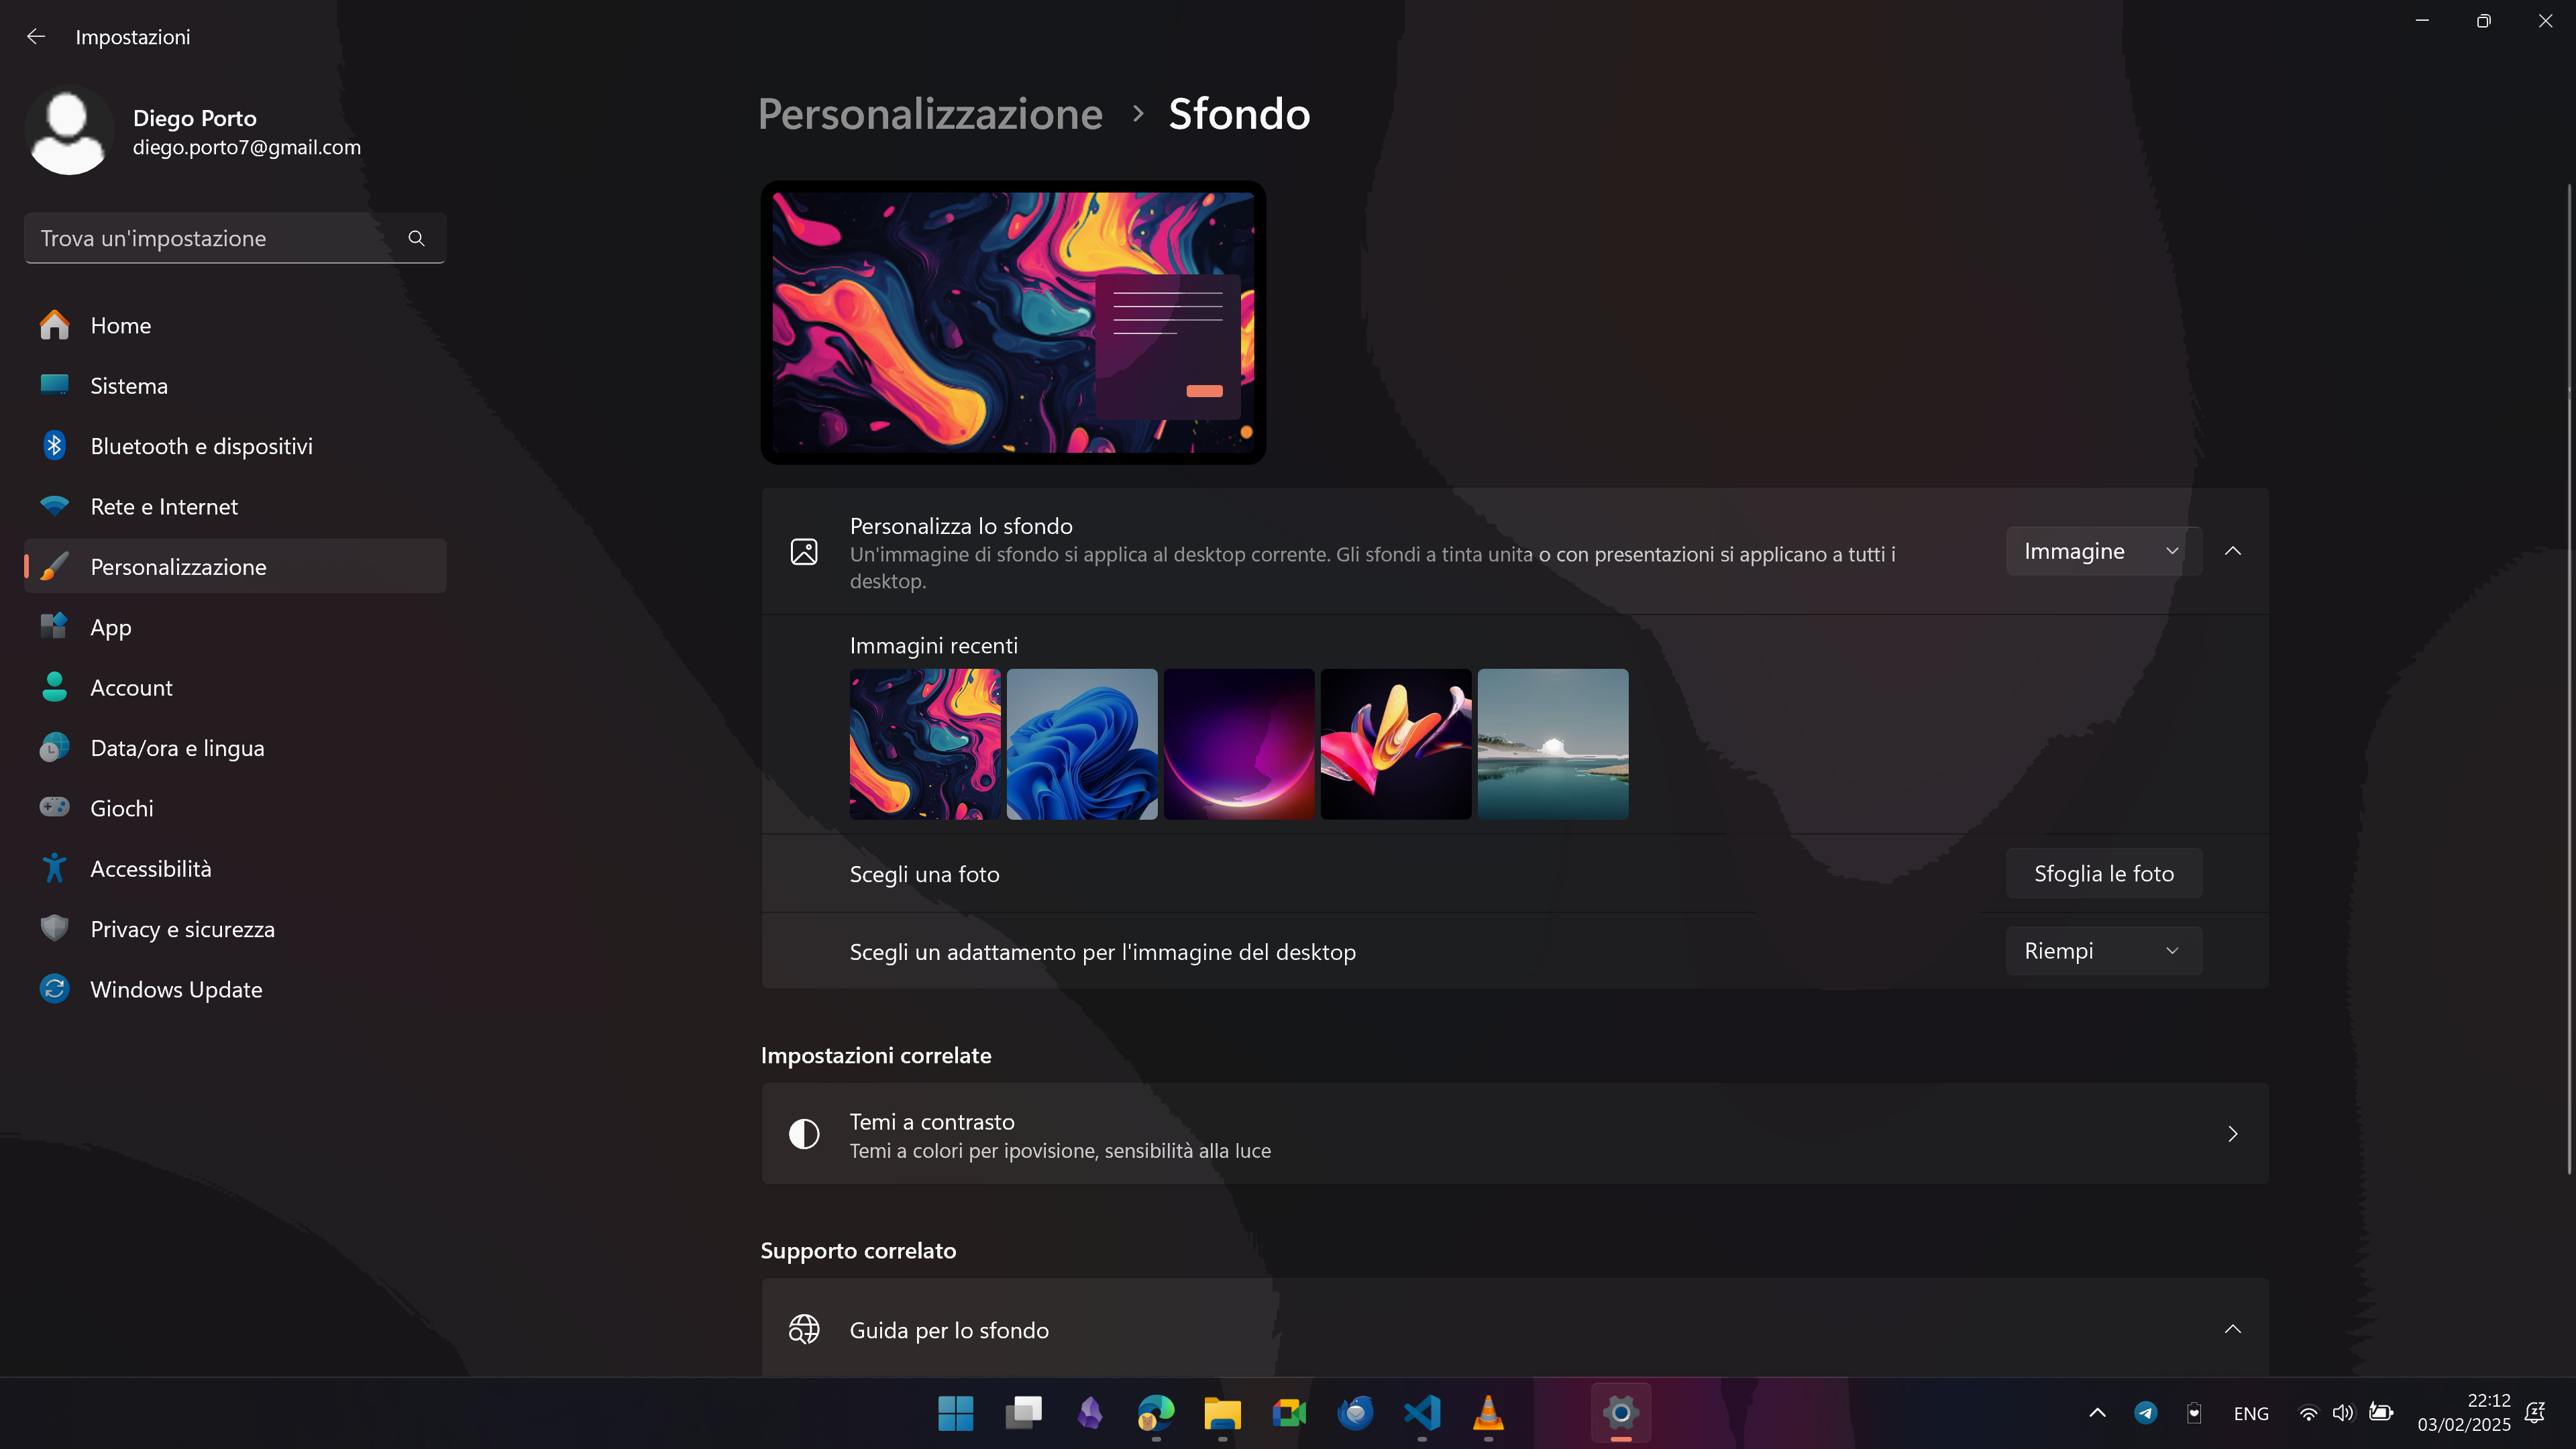 Impostazioni
Diego Porto
diego.porto7@gmail.com
Trova un'impostazione
Home
Sistema
Bluetooth e dispositivi
Rete e Internet
Personalizzazione
App
Account
Data/ora e lingua
Giochi
Accessibilità
Privacy e sicurezza
Windows Update
Personalizzazione > Sfondo
Personalizza lo sfondo
Un'immagine di sfondo si applica al desktop corrente. Gli sfondi a tinta unita o con presentazioni si applicano a tutti i
desktop.
Immagine
Immagini recenti
Scegli una foto
Sfoglia le foto
Scegli un adattamento per l'immagine del desktop
Riempi
Impostazioni correlate
Temi a contrasto
Temi a colori per ipovisione, sensibilità alla luce
Supporto correlato
Guida per lo sfondo
ENG
22:12
03/02/2025